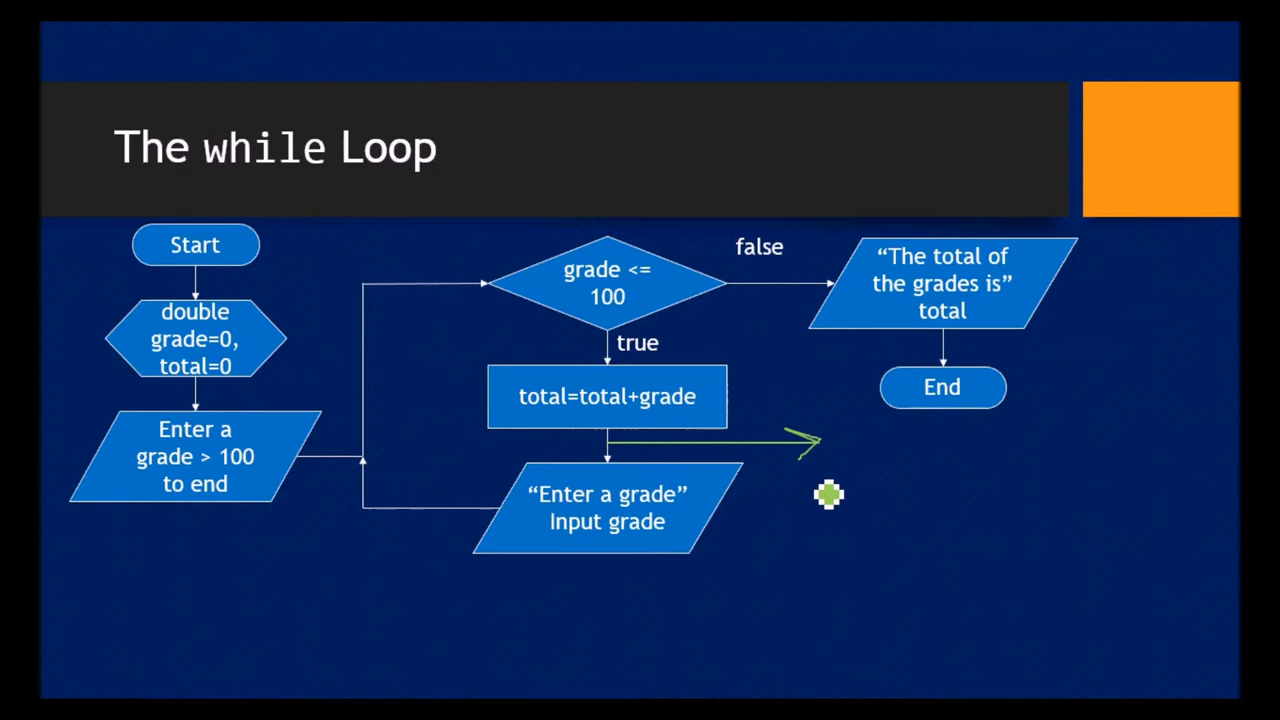 The while Loop
Start
double
grade=0,
total=0
Enter a
grade > 100
to end
grade <=
100
true
false
total=total+grade
“Enter a grade”
Input grade
“The total of
the grades is”
total
End